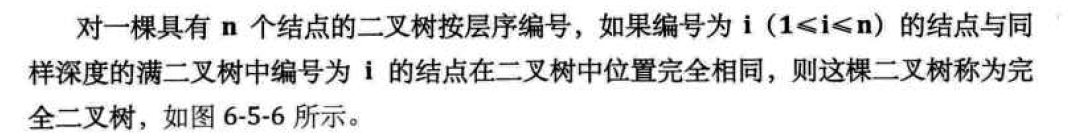 对一棵具有 n 个结点的二叉树按层序编号，如果编号为 i（1≤i≤n）的结点与同
样深度的满二叉树中编号为 i 的结点在二叉树中位置完全相同，则这棵二叉树称为完
全二叉树，如图 6-5-6 所示。